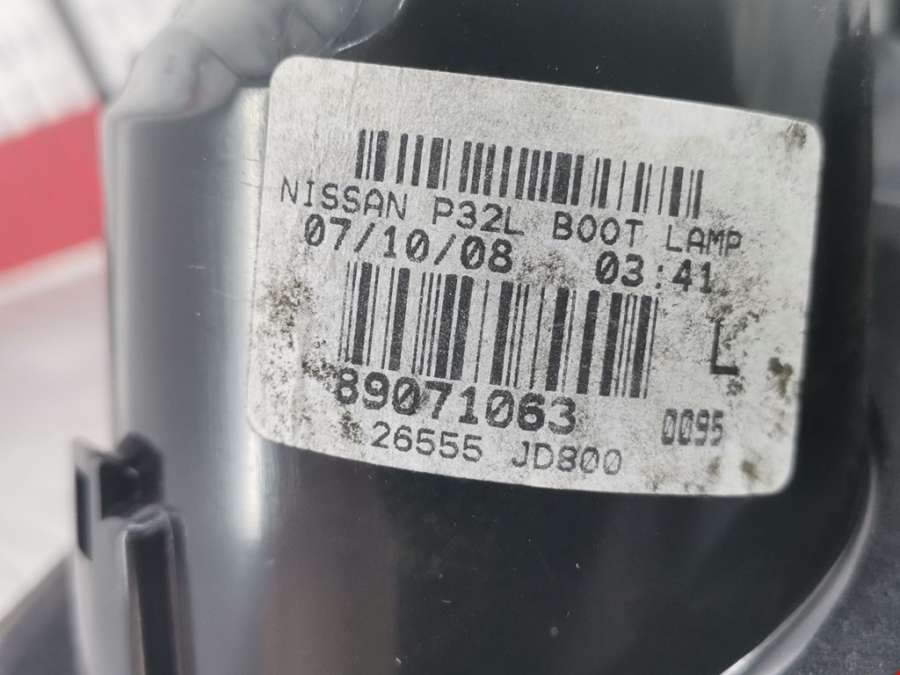 NISSAN P32L BOOT LAMP
07/10/08 03:41
L
89071063 0095
26555 JD800